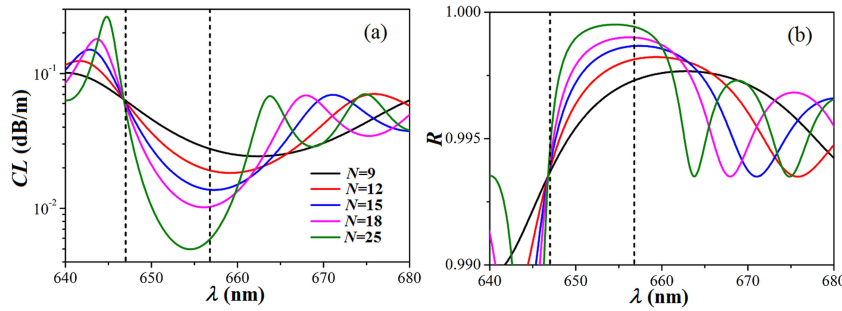 (a)
CL (dB/m)
10⁻¹
10⁻²
N=9
N=12
N=15
N=18
N=25
640 650 660 670 680
λ (nm)
(b)
R
1.000
0.995
0.990
640 650 660 670 680
λ (nm)